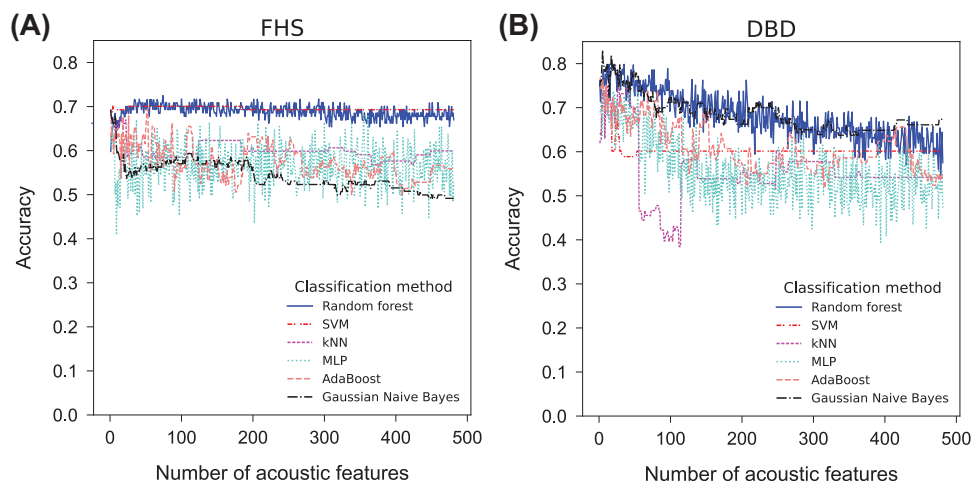 (A)
FHS
0.8
0.7
0.6
0.5
0.4
0.3
0.2
0.1
0.0
Accuracy
0
100
200
300
400
500
Number of acoustic features
Classification method
Random forest
SVM
kNN
MLP
AdaBoost
Gaussian Naive Bayes
(B)
DBD
0.8
0.7
0.6
0.5
0.4
0.3
0.2
0.1
0.0
Accuracy
0
100
200
300
400
500
Number of acoustic features
Classification method
Random forest
SVM
kNN
MLP
AdaBoost
Gaussian Naive Bayes